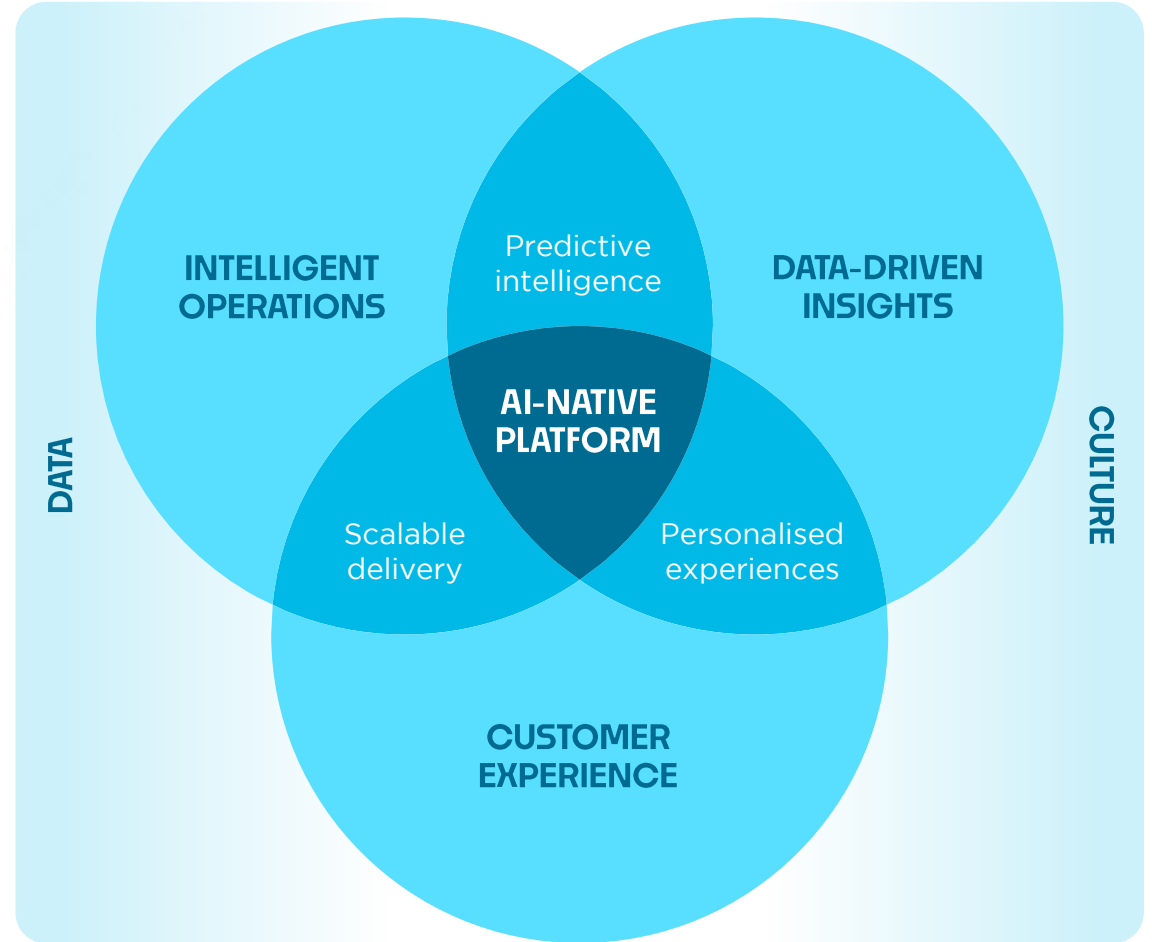 Predictive
intelligence
INTELLIGENT
OPERATIONS
DATA-DRIVEN
INSIGHTS
AI-NATIVE
PLATFORM
DATA
CULTURE
Scalable
delivery
Personalised
experiences
CUSTOMER
EXPERIENCE